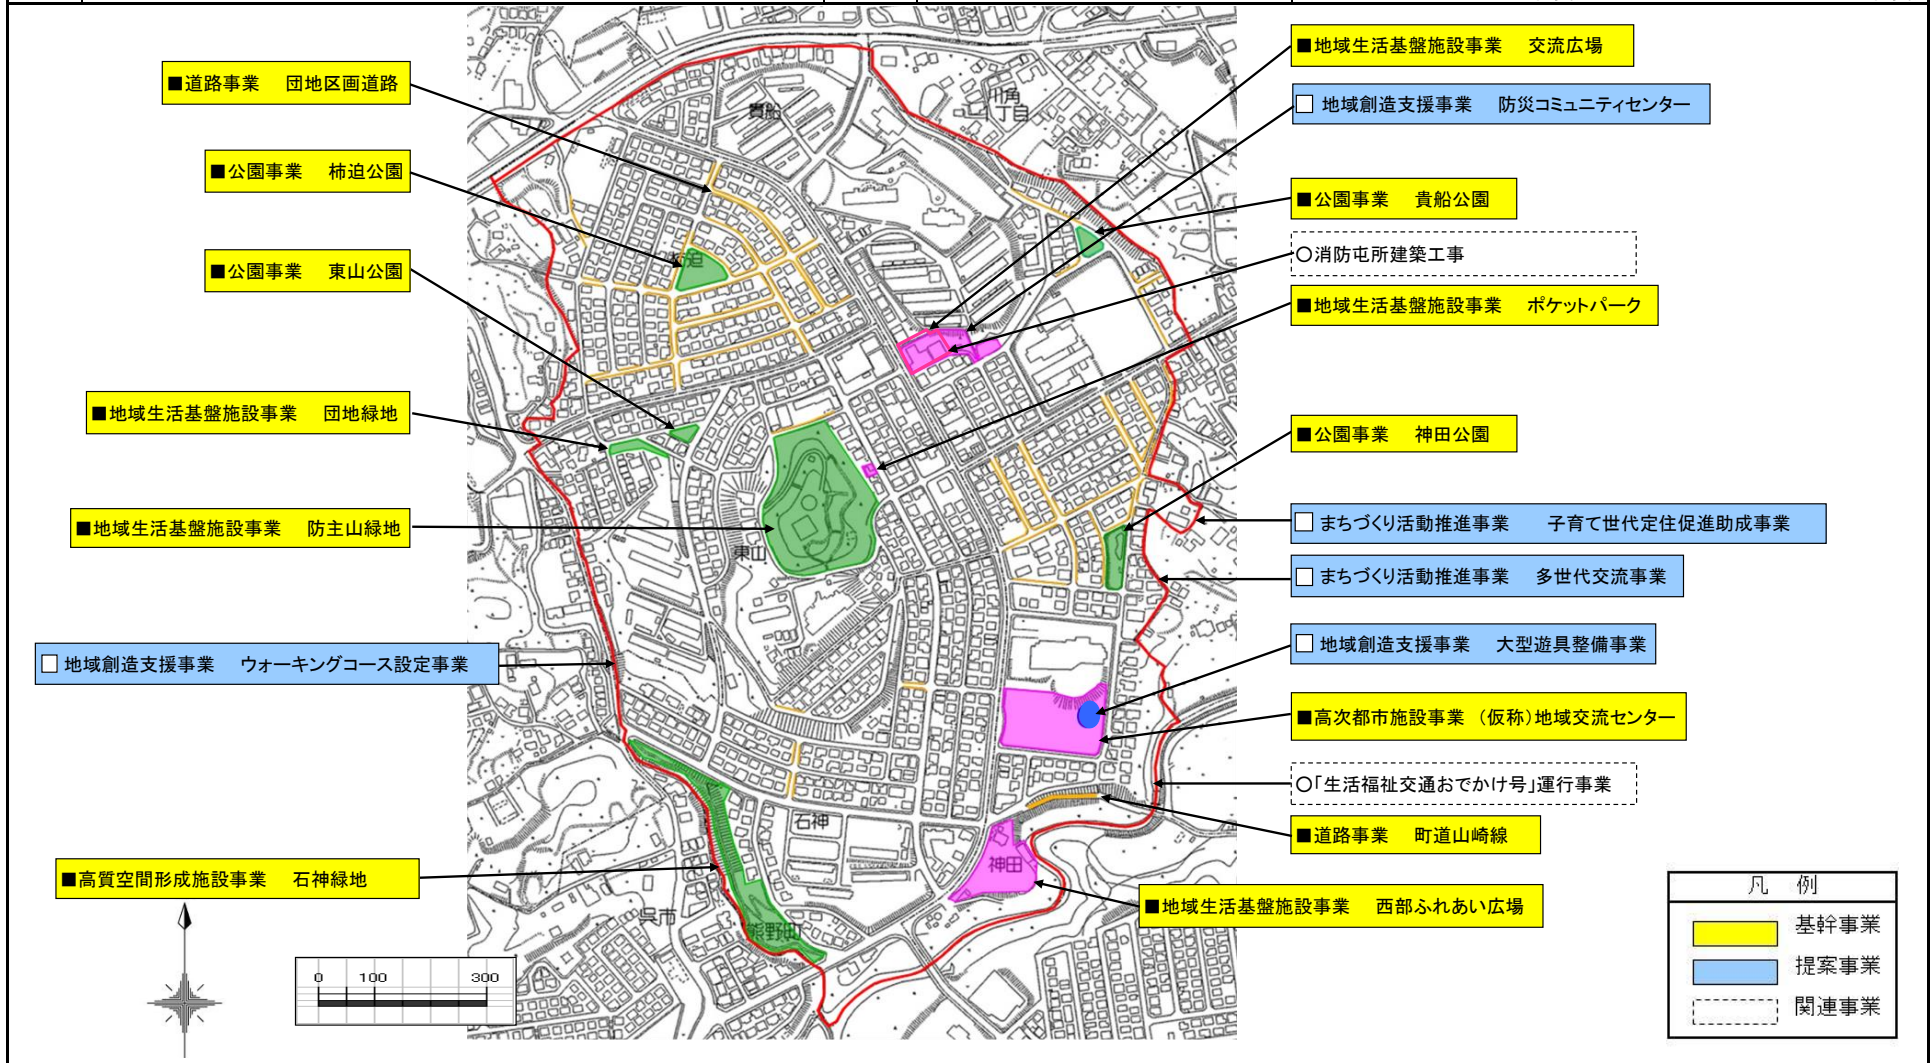 ■道路事業　団地区画道路
■公園事業　柿迫公園
■公園事業　東山公園
■地域生活基盤施設事業　団地緑地
■地域生活基盤施設事業　防主山緑地
□ 地域創造支援事業　ウォーキングコース設定事業
■高質空間形成施設事業　石神緑地
■地域生活基盤施設事業　交流広場
□ 地域創造支援事業　防災コミュニティセンター
■公園事業　貴船公園
○消防屯所建築工事
■地域生活基盤施設事業　ポケットパーク
■公園事業　神田公園
□ まちづくり活動推進事業　子育て世代定住促進助成事業
□ まちづくり活動推進事業　多世代交流事業
□ 地域創造支援事業　大型遊具整備事業
■高次都市施設事業　（仮称）地域交流センター
○「生活福祉交通おでかけ号」運行事業
■道路事業　町道山崎線
■地域生活基盤施設事業　西部ふれあい広場
貴船
川角
丁目
東山
石神
神田
呉市
熊野町
0 100 300
凡　例
基幹事業
提案事業
関連事業